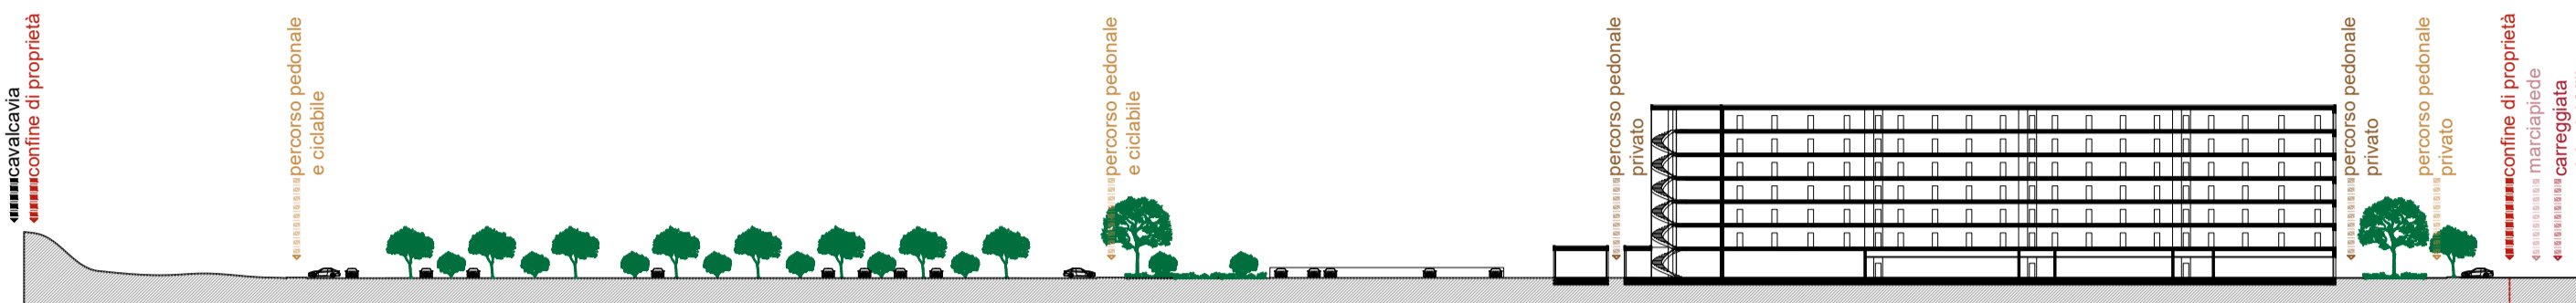 cavalcavia
confine di proprietà
percorso pedonale
e ciclabile
percorso pedonale
e ciclabile
percorso pedonale
privato
percorso pedonale
privato
percorso pedonale
privato
confine di proprietà
marciapiede
carreggiata